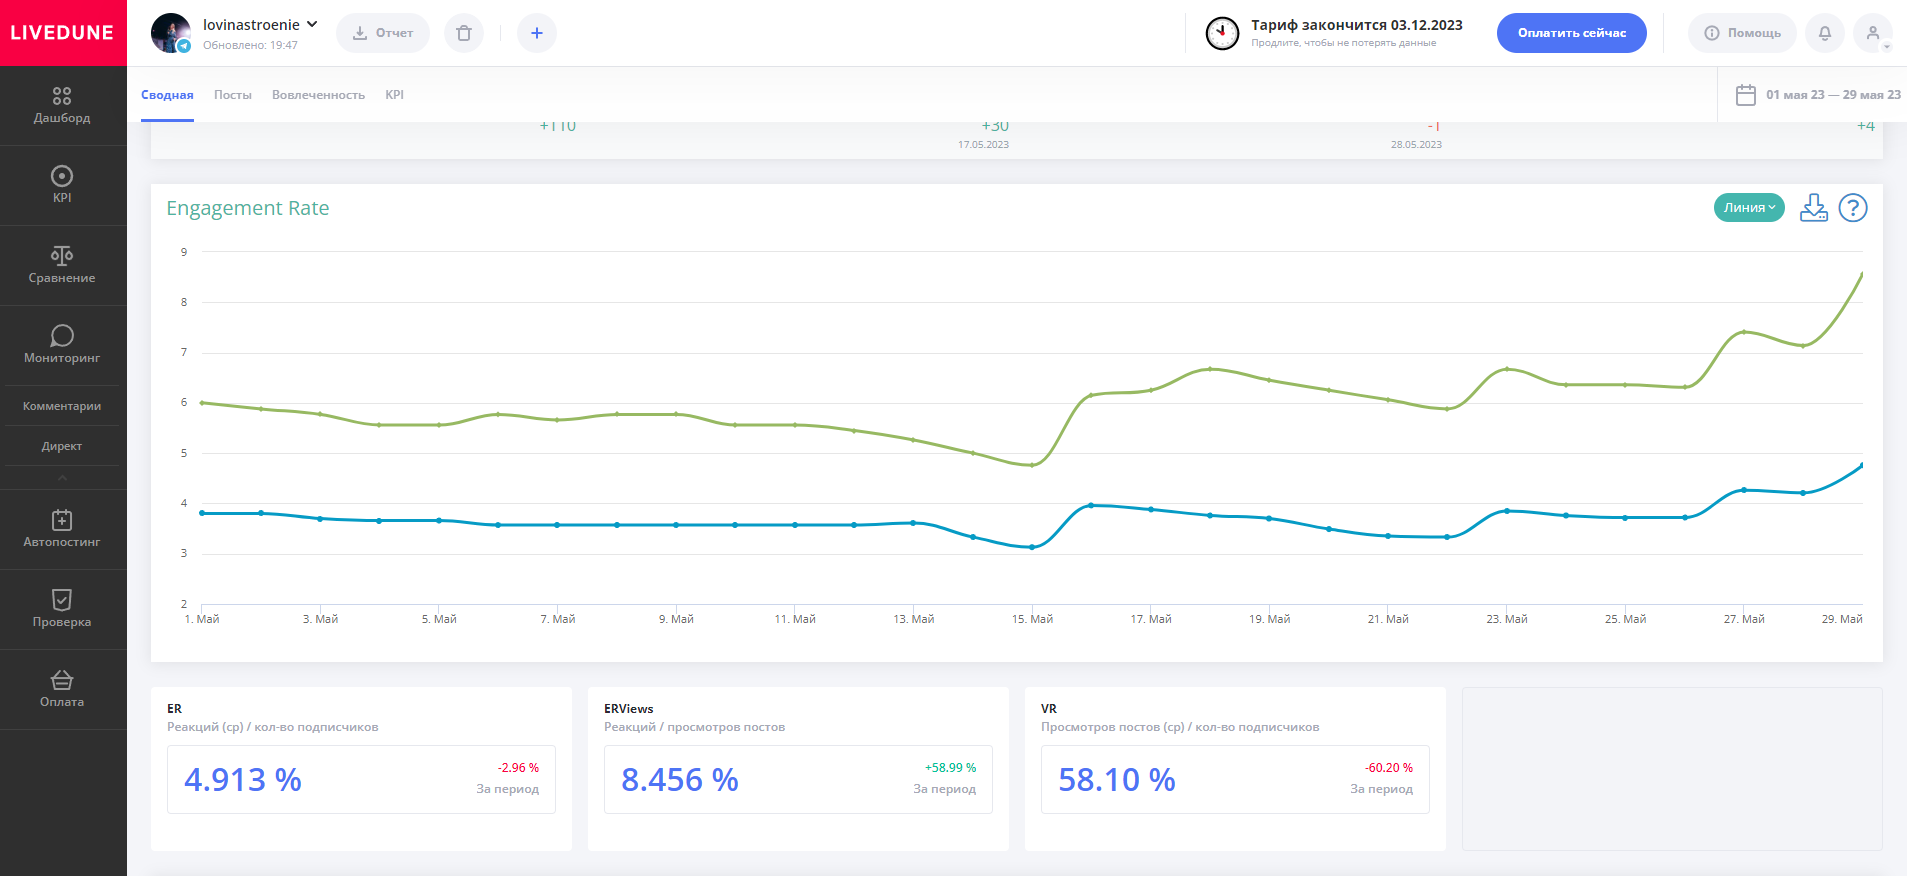 LIVEDUNE
lovinastroenie
Обновлено: 19:47
Отчет
Тариф закончится 03.12.2023
Продлите, чтобы не потерять данные
Оплатить сейчас
Помощь
Сводная
Посты
Вовлеченность
KPI
01 мая 23 — 29 мая 23
Дашборд
KPI
Сравнение
Мониторинг
Комментарии
Директ
Автопостинг
Проверка
Оплата
+110
+30
17.05.2023
-1
28.05.2023
+4
Engagement Rate
Линия
9
8
7
6
5
4
3
2
1. Май
3. Май
5. Май
7. Май
9. Май
11. Май
13. Май
15. Май
17. Май
19. Май
21. Май
23. Май
25. Май
27. Май
29. Май
ER
Реакций (ср) / кол-во подписчиков
4.913 %
-2.96 %
За период
ERViews
Реакций / просмотров постов
8.456 %
+58.99 %
За период
VR
Просмотров постов (ср) / кол-во подписчиков
58.10 %
-60.20 %
За период